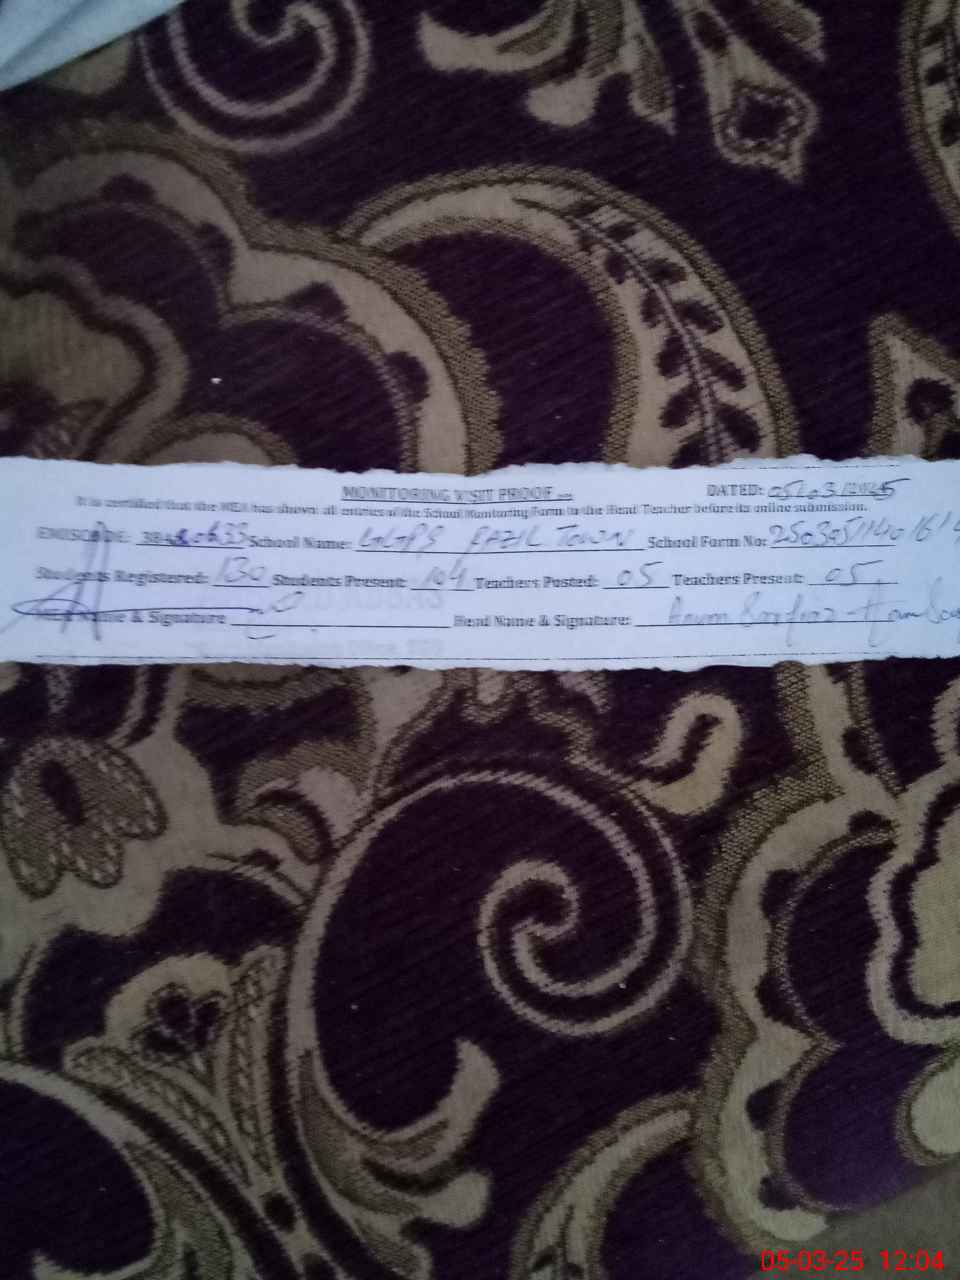 MONITORING VISIT PROOF
DATED: 05/03/2025
It is certified that the MEA has shown all entries of the School Monitoring Form to the Head Teacher before its online submission.
EMISCODE: School Name: FAZIL TOWN School Form No:
Students Registered: 130 Students Present: 104 Teachers Posted: 05 Teachers Present: 05
Name & Signature Head Name & Signature:
05-03-25 12:04